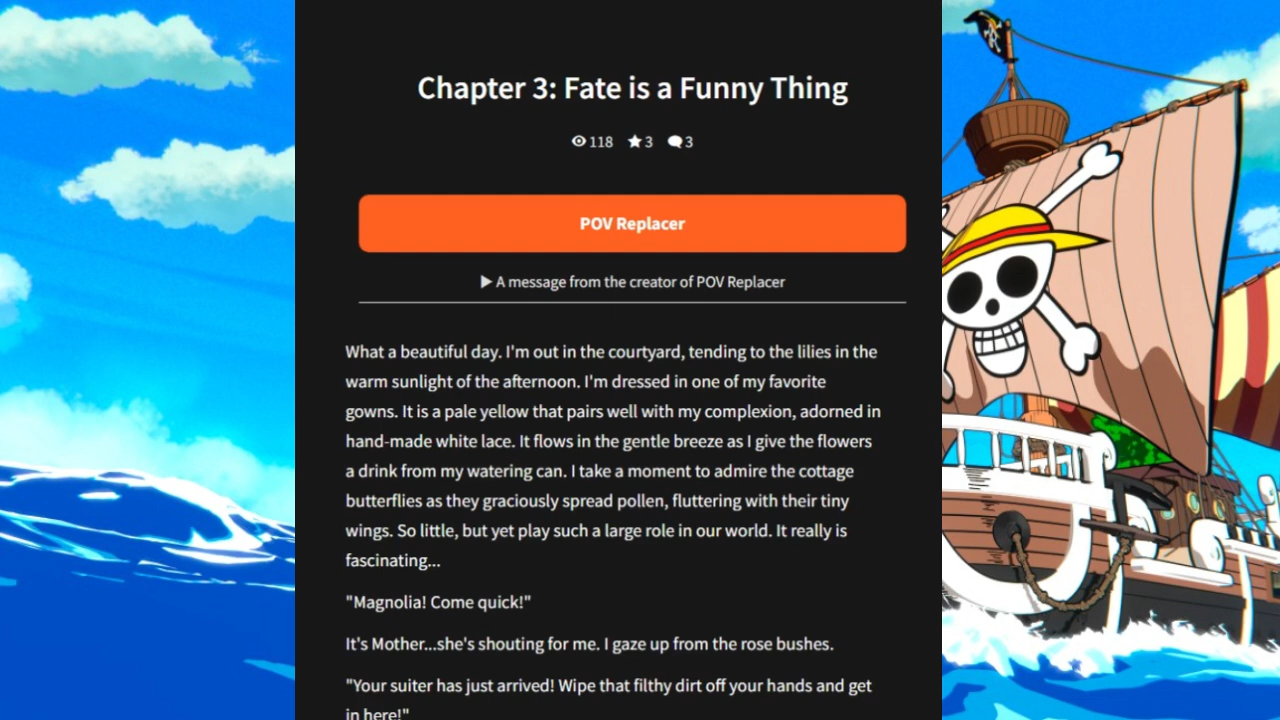 Chapter 3: Fate is a Funny Thing
118 3 3
POV Replacer
▶ A message from the creator of POV Replacer
What a beautiful day. I'm out in the courtyard, tending to the lilies in the
warm sunlight of the afternoon. I'm dressed in one of my favorite
gowns. It is a pale yellow that pairs well with my complexion, adorned in
hand-made white lace. It flows in the gentle breeze as I give the flowers
a drink from my watering can. I take a moment to admire the cottage
butterflies as they graciously spread pollen, fluttering with their tiny
wings. So little, but yet play such a large role in our world. It really is
fascinating...
"Magnolia! Come quick!"
It's Mother...she's shouting for me. I gaze up from the rose bushes.
"Your suiter has just arrived! Wipe that filthy dirt off your hands and get
in here!"